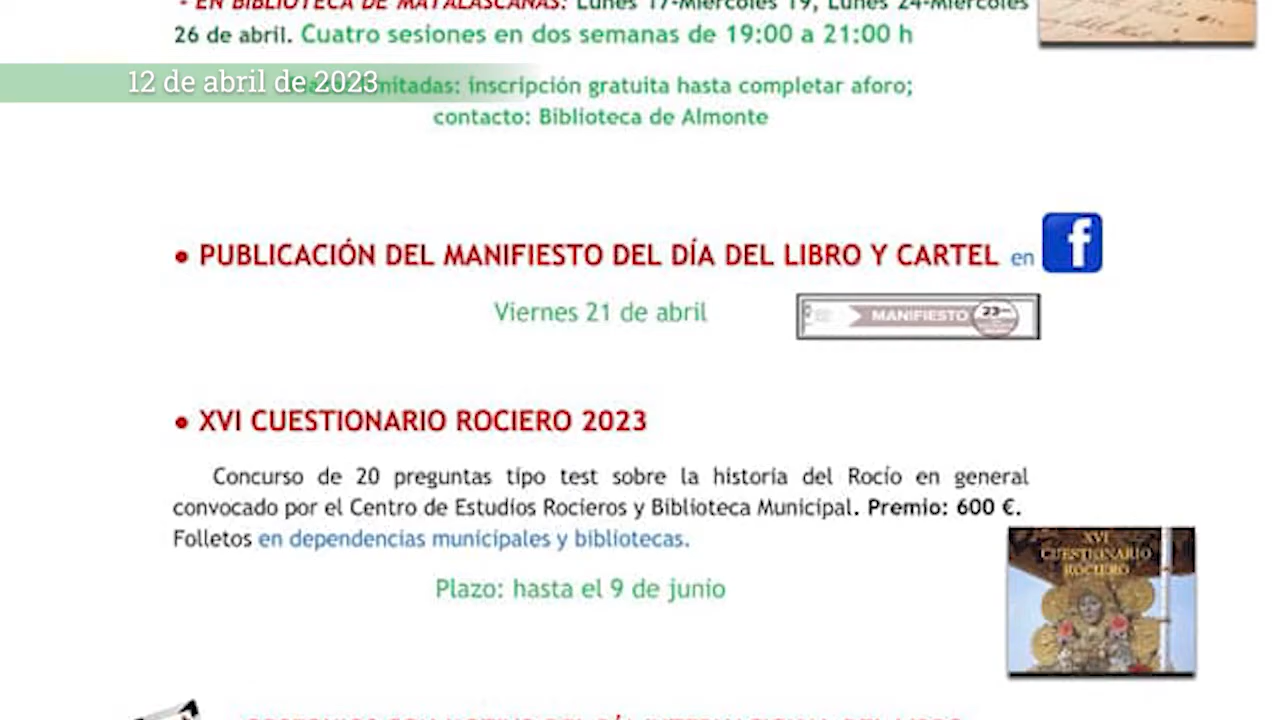 - EN BIBLIOTECA DE MATALASCAÑAS: Lunes 17-Miércoles 19, Lunes 24-Miércoles
26 de abril. Cuatro sesiones en dos semanas de 19:00 a 21:00 h
12 de abril de 2023
inscripción gratuita hasta completar aforo;
contacto: Biblioteca de Almonte
● PUBLICACIÓN DEL MANIFIESTO DEL DÍA DEL LIBRO Y CARTEL en
f
Viernes 21 de abril
MANIFIESTO 23
● XVI CUESTIONARIO ROCIERO 2023
Concurso de 20 preguntas tipo test sobre la historia del Rocío en general
convocado por el Centro de Estudios Rocieros y Biblioteca Municipal. Premio: 600 €.
Folletos en dependencias municipales y bibliotecas.
XVI
CUESTIONARIO
ROCIERO
Plazo: hasta el 9 de junio